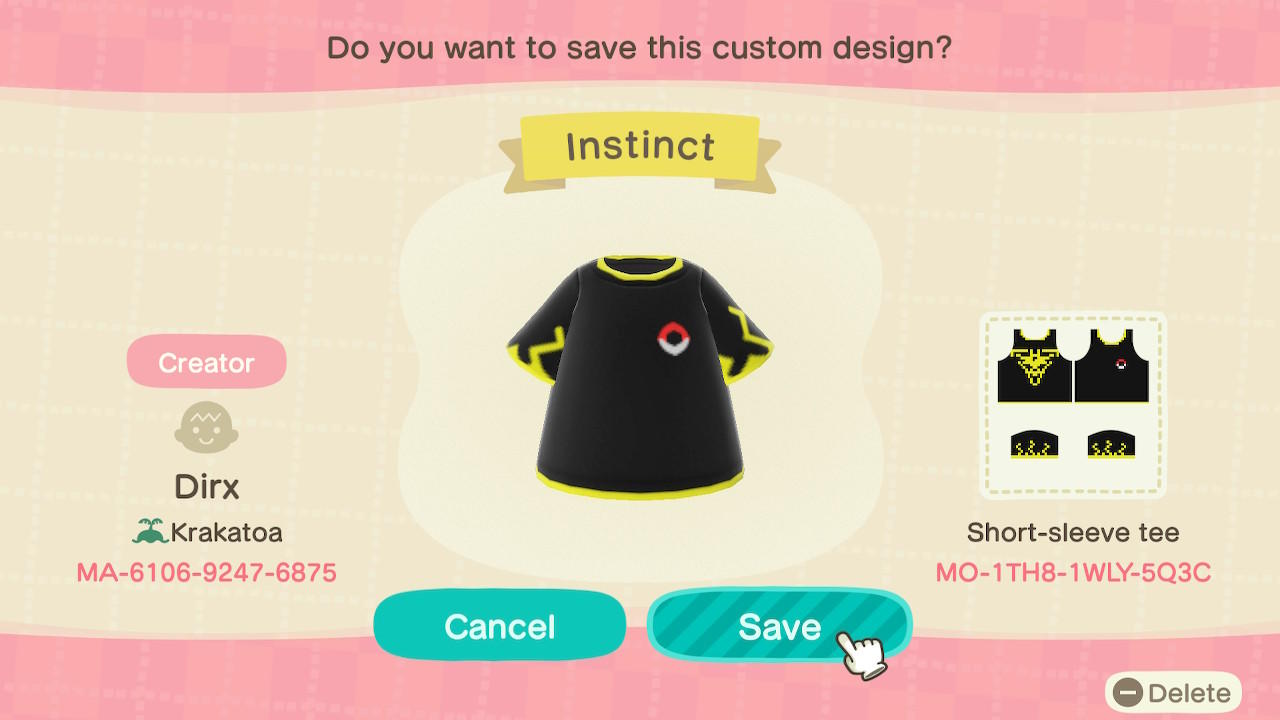 Do you want to save this custom design?
Instinct
Creator
Dirx
Krakatoa
MA-6106-9247-6875
Short-sleeve tee
MO-1TH8-1WLY-5Q3C
Cancel
Save
Delete